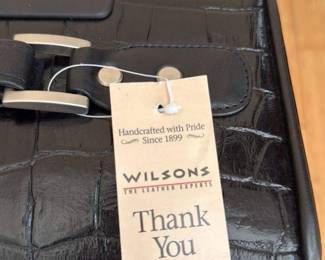 Handcrafted with Pride
Since 1899
WILSONS
THE LEATHER EXPERTS
Thank
You